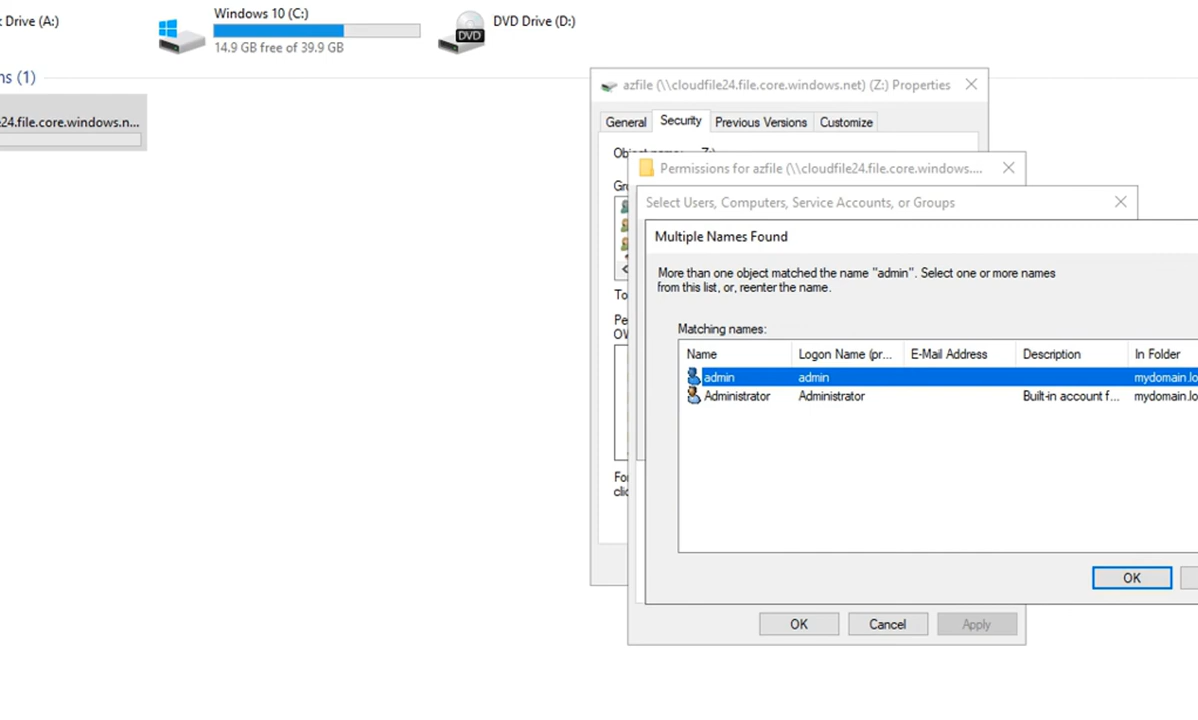 : Drive (A:)
Windows 10 (C:)
14.9 GB free of 39.9 GB
DVD
DVD Drive (D:)
ns (1)
24.file.core.windows.n...
azfile (\\cloudfile24.file.core.windows.net) (Z:) Properties
General Security Previous Versions Customize
Permissions for azfile (\\cloudfile24.file.core.windows....
Select Users, Computers, Service Accounts, or Groups
Multiple Names Found
More than one object matched the name "admin". Select one or more names
from this list, or, reenter the name.
Matching names:
Name Logon Name (pr... E-Mail Address Description In Folder
admin admin mydomain.lo
Administrator Administrator Built-in account f... mydomain.lo
OK
OK Cancel Apply